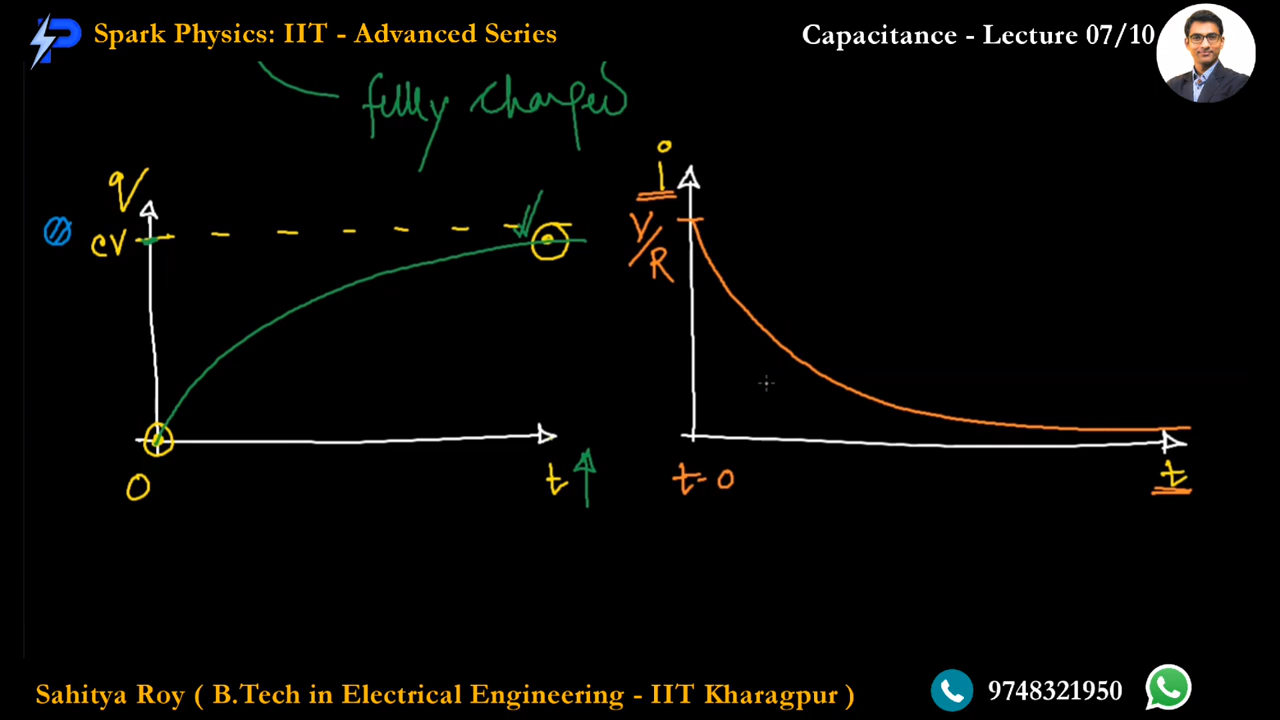 Spark Physics: IIT - Advanced Series
Capacitance - Lecture 07/10
fully charged
q
CV
0
t
i
V/R
t=0
t
Sahitya Roy ( B.Tech in Electrical Engineering - IIT Kharagpur )
9748321950